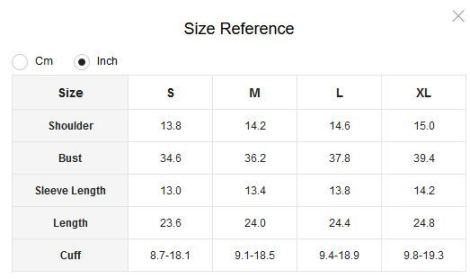 Size Reference
Cm Inch
Size S M L XL
Shoulder 13.8 14.2 14.6 15.0
Bust 34.6 36.2 37.8 39.4
Sleeve Length 13.0 13.4 13.8 14.2
Length 23.6 24.0 24.4 24.8
Cuff 8.7-18.1 9.1-18.5 9.4-18.9 9.8-19.3